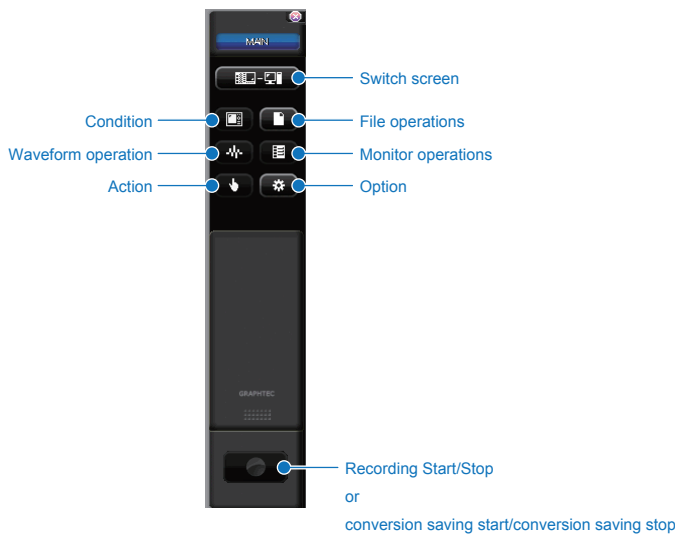 MAIN
Switch screen
Condition
File operations
Waveform operation
Monitor operations
Action
Option
GRAPHTEC
Recording Start/Stop
or
conversion saving start/conversion saving stop